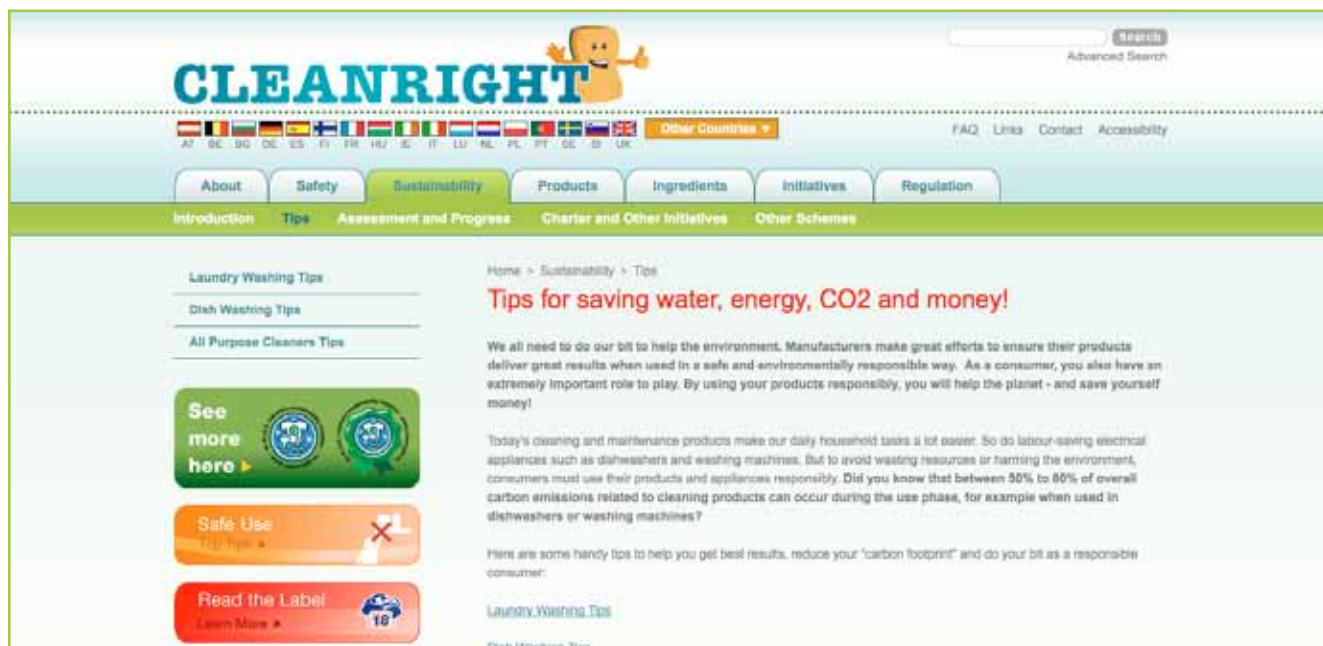 Search
Advanced Search
CLEANRIGHT
Other Countries
AT BE BG DE ES FI FR HU IE IT LU NL PL PT SE SI UK
FAQ Links Contact Accessibility
About Safety Sustainability Products Ingredients Initiatives Regulation
Introduction Tips Assessment and Progress Charter and Other Initiatives Other Schemes
Laundry Washing Tips
Dish Washing Tips
All Purpose Cleaners Tips
See
more
here
Safe Use
Top Tips
Read the Label
Learn More
18
Home > Sustainability > Tips
Tips for saving water, energy, CO2 and money!
We all need to do our bit to help the environment. Manufacturers make great efforts to ensure their products
deliver great results when used in a safe and environmentally responsible way. As a consumer, you also have an
extremely important role to play. By using your products responsibly, you will help the planet - and save yourself
money!
Today's cleaning and maintenance products make our daily household tasks a lot easier. So do labour-saving electrical
appliances such as dishwashers and washing machines. But to avoid wasting resources or harming the environment,
consumers must use their products and appliances responsibly. Did you know that between 50% to 80% of overall
carbon emissions related to cleaning products can occur during the use phase, for example when used in
dishwashers or washing machines?
Here are some handy tips to help you get best results, reduce your "carbon footprint" and do your bit as a responsible
consumer:
Laundry Washing Tips